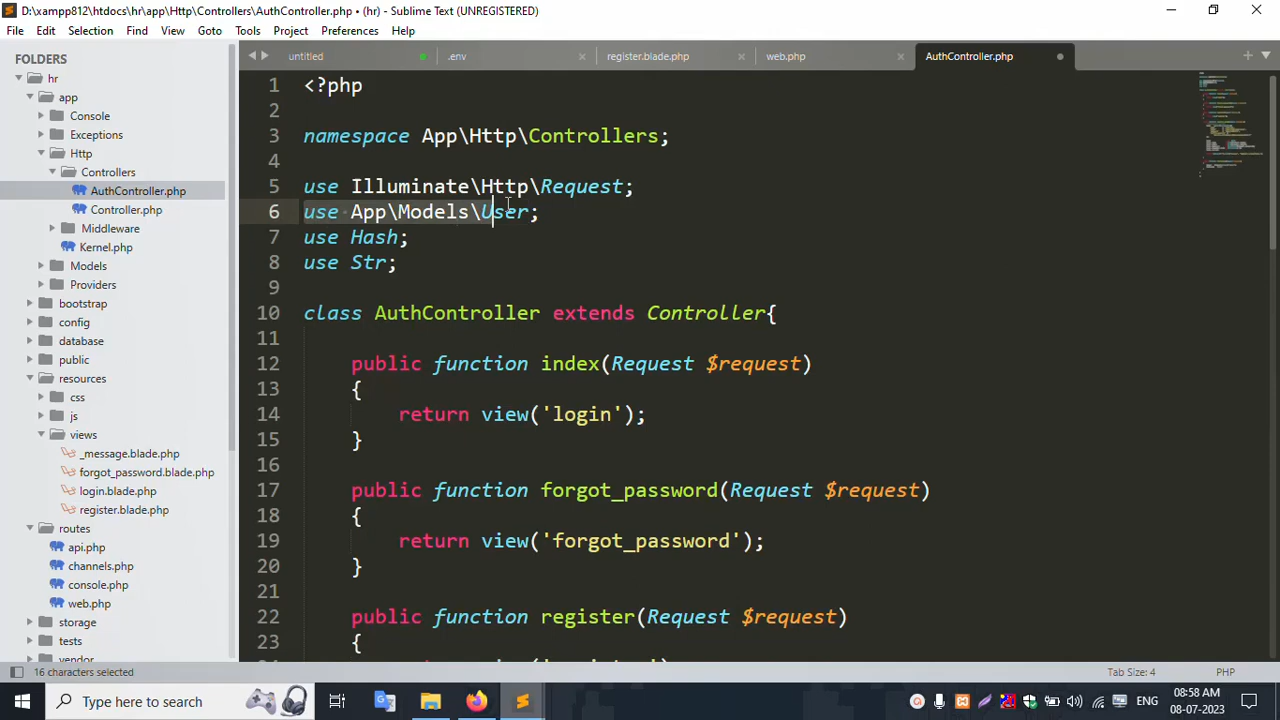 D:\xampp812\htdocs\hr\app\Http\Controllers\AuthController.php • (hr) - Sublime Text (UNREGISTERED)
File Edit Selection Find View Goto Tools Project Preferences Help
FOLDERS
hr
app
Console
Exceptions
Http
Controllers
AuthController.php
Controller.php
Middleware
Kernel.php
Models
Providers
bootstrap
config
database
public
resources
css
js
views
_message.blade.php
forgot_password.blade.php
login.blade.php
register.blade.php
routes
api.php
channels.php
console.php
web.php
storage
tests
vendor
untitled .env register.blade.php web.php AuthController.php
1 <?php
2
3 namespace App\Http\Controllers;
4
5 use Illuminate\Http\Request;
6 use App\Models\User;
7 use Hash;
8 use Str;
9
10 class AuthController extends Controller{
11
12 public function index(Request $request)
13 {
14 return view('login');
15 }
16
17 public function forgot_password(Request $request)
18 {
19 return view('forgot_password');
20 }
21
22 public function register(Request $request)
23 {
16 characters selected
Tab Size: 4 PHP
Type here to search
ENG
08:58 AM
08-07-2023